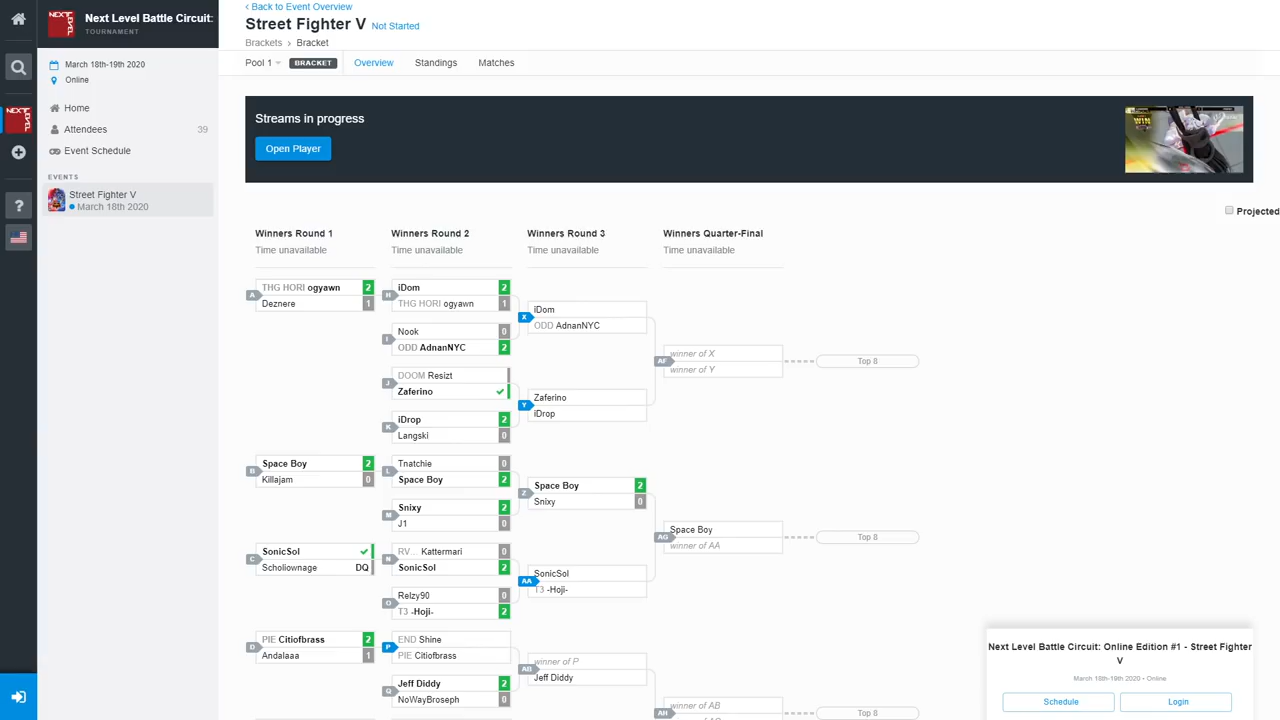 Next Level Battle Circuit:
TOURNAMENT
March 18th-19th 2020
Online
Home
Attendees 39
Event Schedule
EVENTS
Street Fighter V
March 18th 2020
‹ Back to Event Overview
Street Fighter V Not Started
Brackets › Bracket
Pool 1 BRACKET Overview Standings Matches
Streams in progress
Open Player
Projected
Winners Round 1
Time unavailable
Winners Round 2
Time unavailable
Winners Round 3
Time unavailable
Winners Quarter-Final
Time unavailable
A
THG HORI ogyawn 2
Deznere 1
B
Space Boy 2
Killajam 0
C
SonicSol ✓
Scholiownage DQ
D
PIE Citiofbrass 2
Andalaaa 1
H
iDom 2
THG HORI ogyawn 1
I
Nook 0
ODD AdnanNYC 2
J
DOOM Resizt
Zaferino ✓
K
iDrop 2
Langski 0
L
Tnatchie 0
Space Boy 2
M
Snixy 2
J1 0
N
RV... Kattermari 0
SonicSol 2
O
Relzy90 0
T3 -Hoji- 2
P
END Shine
PIE Citiofbrass
Q
Jeff Diddy 2
NoWayBroseph 0
X
iDom
ODD AdnanNYC
Y
Zaferino
iDrop
Z
Space Boy 2
Snixy 0
AA
SonicSol
T3 -Hoji-
AB
winner of P
Jeff Diddy
AF
winner of X
winner of Y
Top 8
AG
Space Boy
winner of AA
Top 8
AH
winner of AB
Top 8
Next Level Battle Circuit: Online Edition #1 - Street Fighter
V
March 18th-19th 2020 • Online
Schedule Login